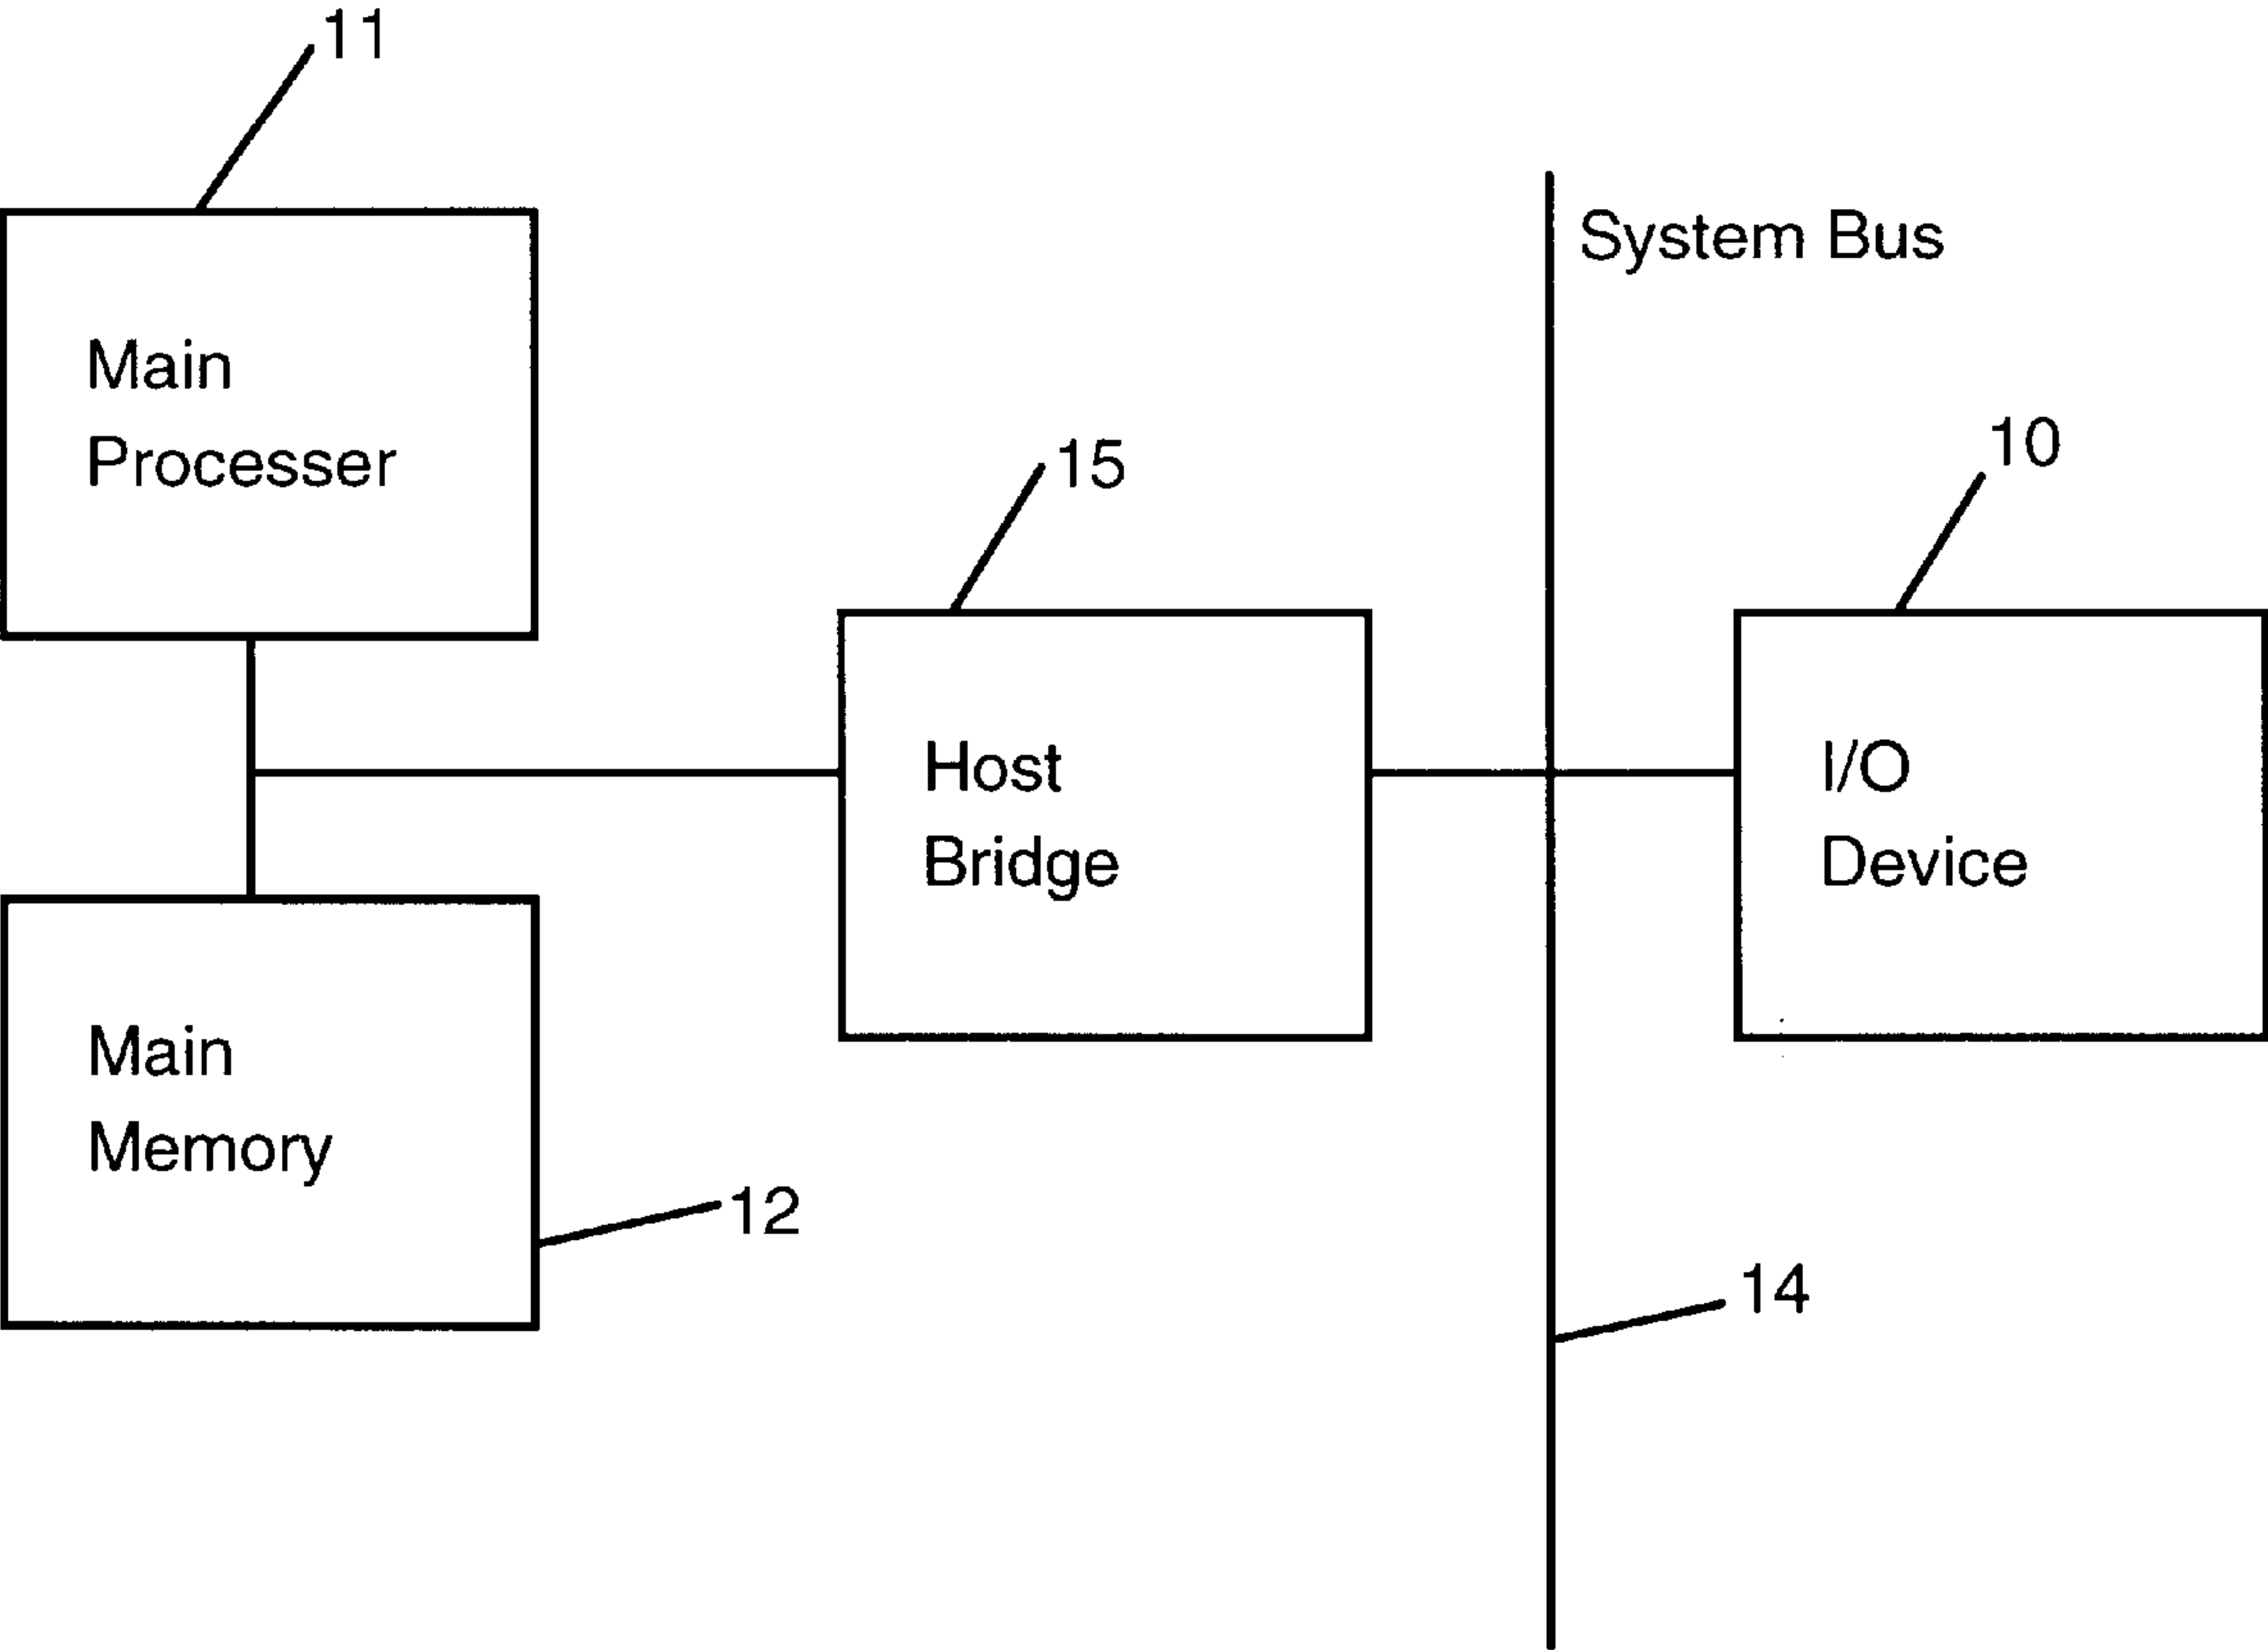 11
System Bus
Main
Processer
15
10
Host
Bridge
I/O
Device
Main
Memory
12
14